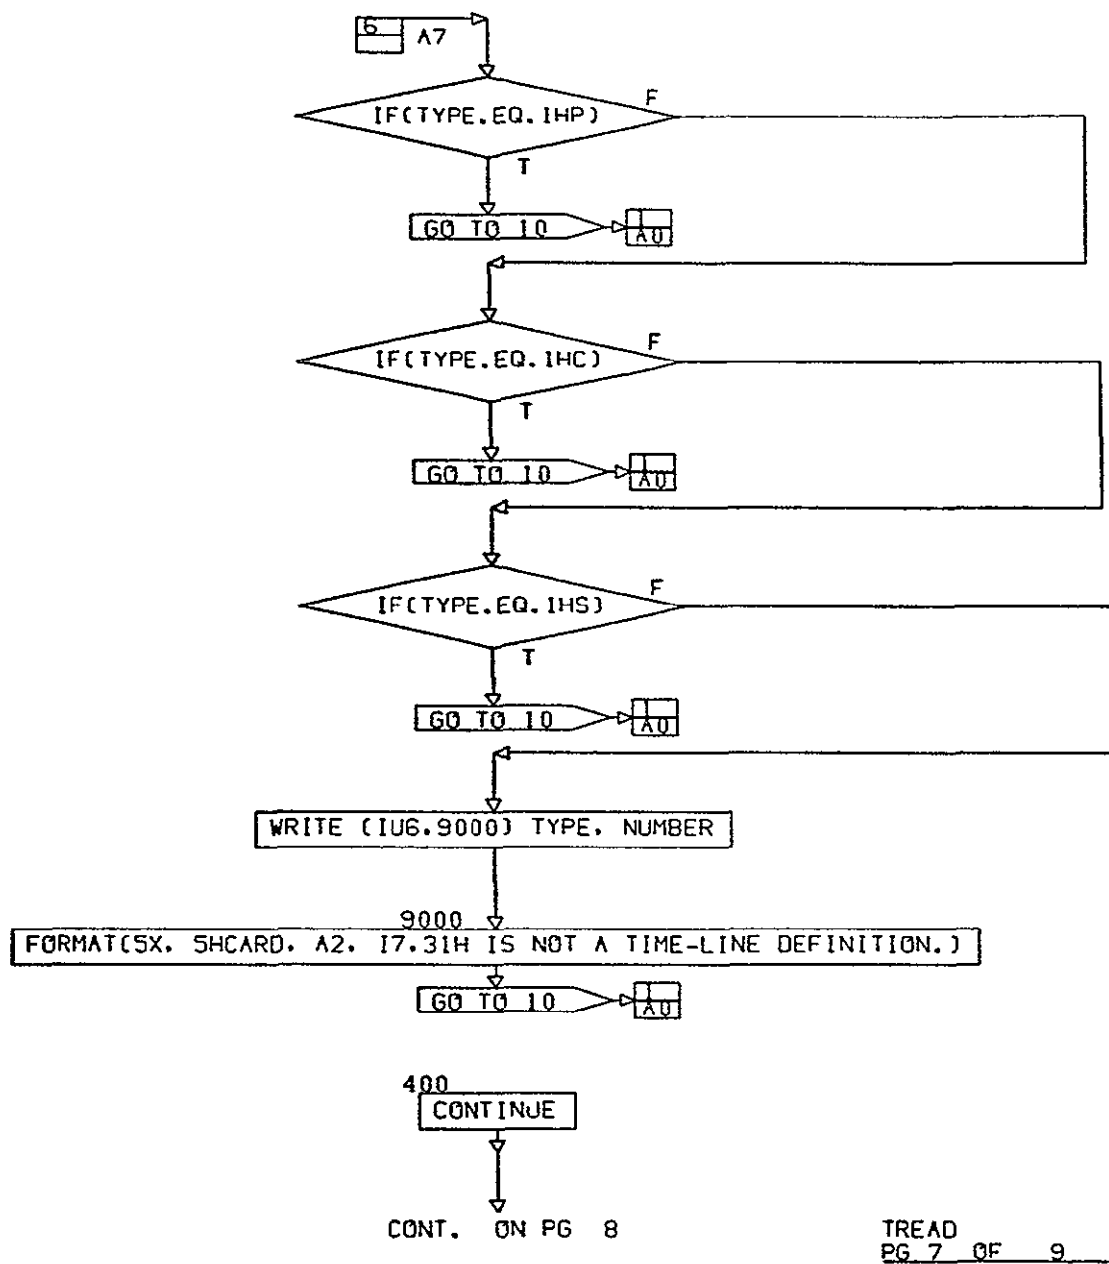 6
A7
IF(TYPE.EQ.1HP)
F
T
GO TO 10
1
A0
IF(TYPE.EQ.1HC)
F
T
GO TO 10
1
A0
IF(TYPE.EQ.1HS)
F
T
GO TO 10
1
A0
WRITE (IU6.9000) TYPE. NUMBER
9000
FORMAT(5X. 5HCARD. A2. I7.31H IS NOT A TIME-LINE DEFINITION.)
GO TO 10
1
A0
400
CONTINUE
CONT. ON PG 8
TREAD
PG 7 OF 9